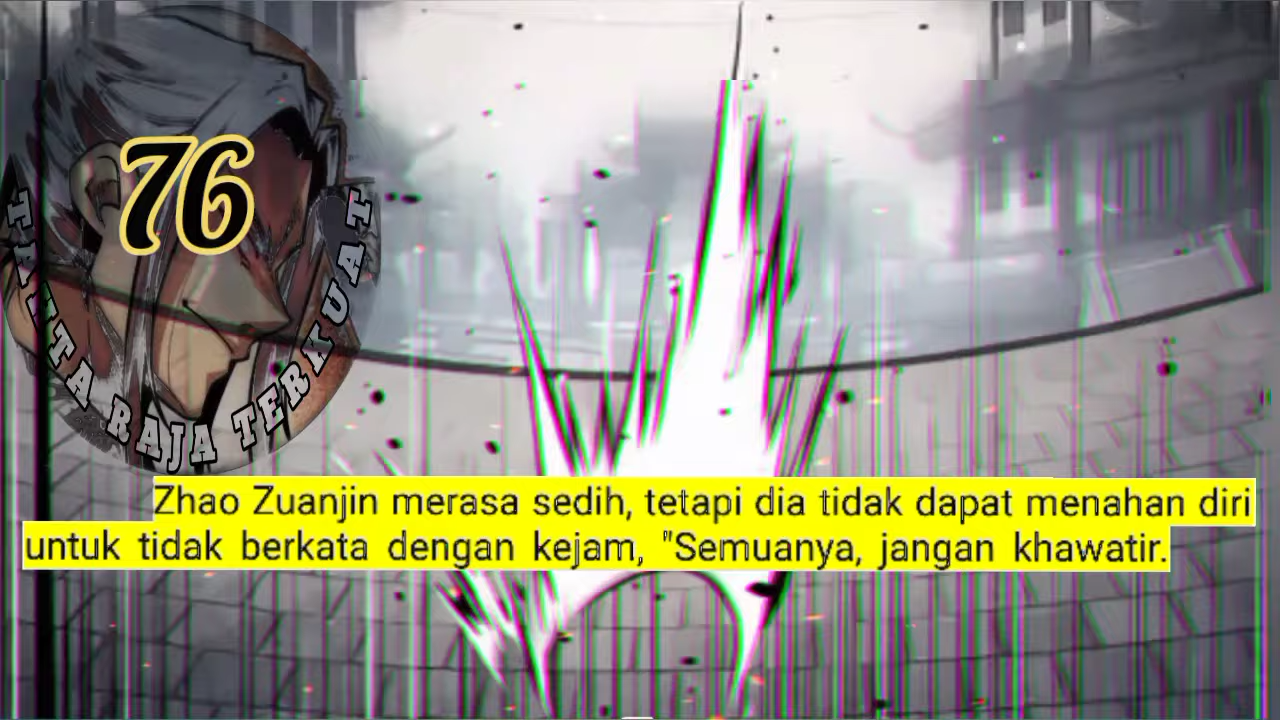 76
TAHTA RAJA TERKUAT
Zhao Zuanjin merasa sedih, tetapi dia tidak dapat menahan diri
untuk tidak berkata dengan kejam, "Semuanya, jangan khawatir.